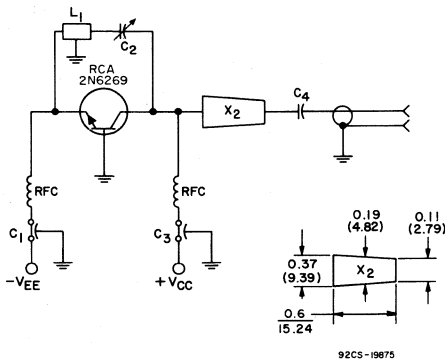 L1
C2
RCA
2N6269
X2
C4
RFC
RFC
C1
C3
-VEE
+VCC
0.19
(4.82)
0.11
(2.79)
0.37
(9.39)
X2
0.6
15.24
92CS-19875